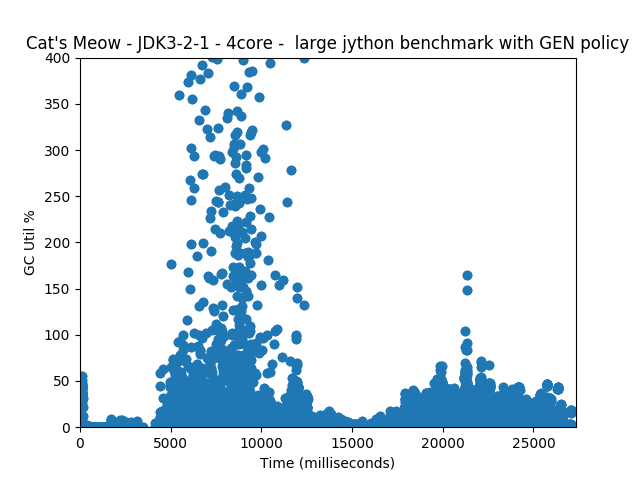 Cat's Meow - JDK3-2-1 - 4core -  large jython benchmark with GEN policy
400
350
300
250
200
150
100
50
0
GC Util %
0 5000 10000 15000 20000 25000
Time (milliseconds)